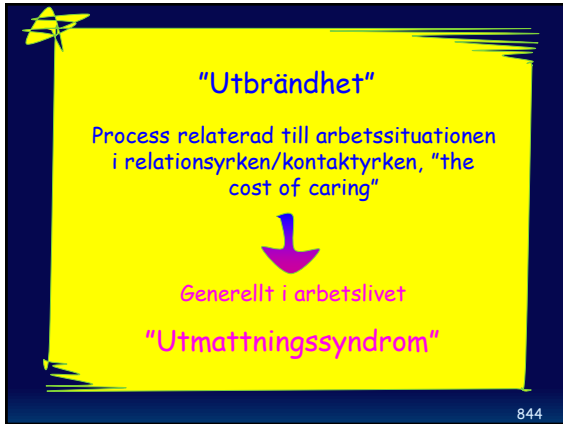 ”Utbrändhet”
Process relaterad till arbetssituationen
i relationsyrken/kontaktyrken, ”the
cost of caring”
Generellt i arbetslivet
”Utmattningssyndrom”
844